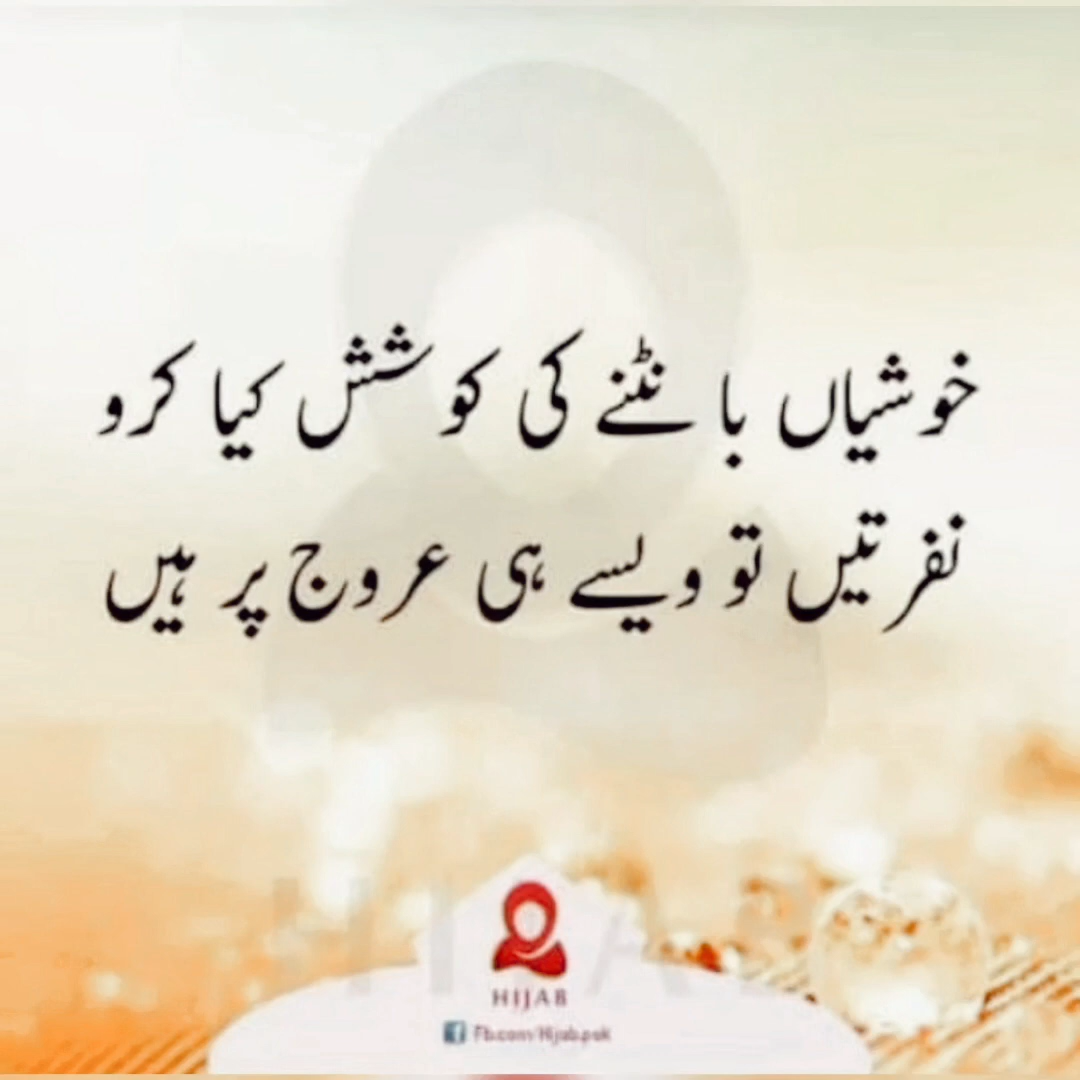 خوشیاں بانٹنے کی کوشش کیا کرو
نفرتیں تو ویسے ہی عروج پر ہیں
HIJAB
Fb.com/Hijab.pak